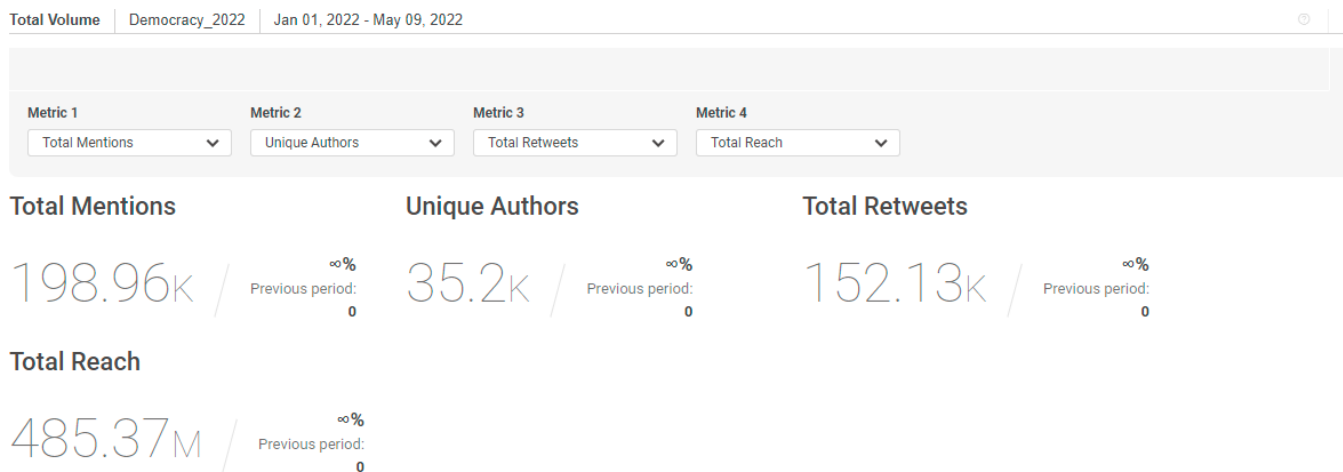 Total Volume Democracy_2022 Jan 01, 2022 - May 09, 2022
Metric 1 Metric 2 Metric 3 Metric 4
Total Mentions Unique Authors Total Retweets Total Reach
Total Mentions Unique Authors Total Retweets
198.96K ∞% Previous period: 0
35.2K ∞% Previous period: 0
152.13K ∞% Previous period: 0
Total Reach
485.37M ∞% Previous period: 0